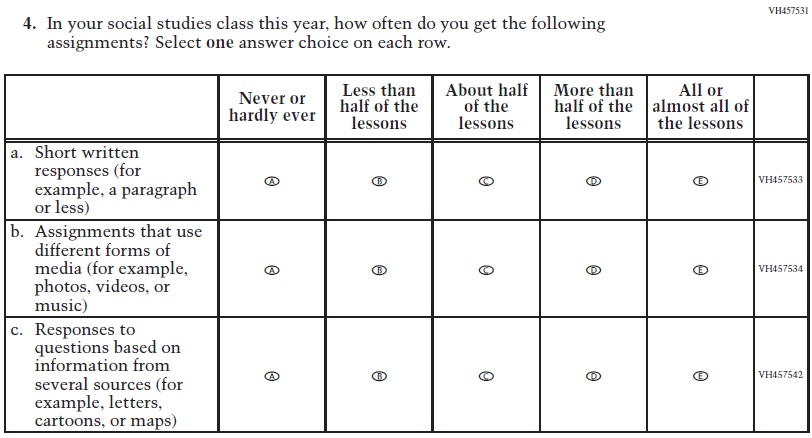 VH457531
4. In your social studies class this year, how often do you get the following
assignments? Select one answer choice on each row.
Never or
hardly ever
Less than
half of the
lessons
About half
of the
lessons
More than
half of the
lessons
All or
almost all of
the lessons
a. Short written
responses (for
example, a paragraph
or less)
A B C D E VH457533
b. Assignments that use
different forms of
media (for example,
photos, videos, or
music)
A B C D E VH457534
c. Responses to
questions based on
information from
several sources (for
example, letters,
cartoons, or maps)
A B C D E VH457542